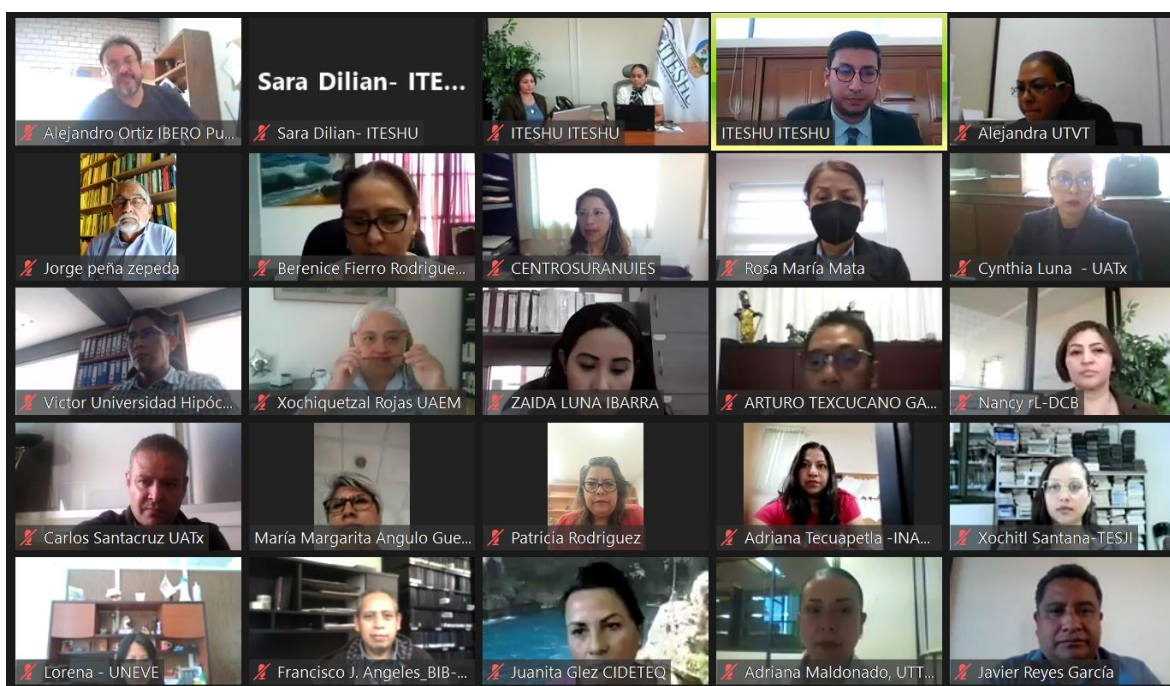 Sara Dilian- ITE...
ITESHU
Alejandro Ortiz IBERO Pu...
Sara Dilian- ITESHU
ITESHU ITESHU
ITESHU ITESHU
Alejandra UTVT
Jorge peña zepeda
Berenice Fierro Rodrigue...
CENTROSURANUIES
Rosa María Mata
Cynthia Luna - UATx
Victor Universidad Hipóc...
Xochiquetzal Rojas UAEM
ZAIDA LUNA IBARRA
ARTURO TEXCUCANO GA...
Nancy rL-DCB
Carlos Santacruz UATx
María Margarita Angulo Gue...
Patricia Rodriguez
Adriana Tecuapetla -INA...
Xochitl Santana-TESJI
Lorena - UNEVE
Francisco J. Angeles_BIB-...
Juanita Glez CIDETEQ
Adriana Maldonado, UTT...
Javier Reyes García